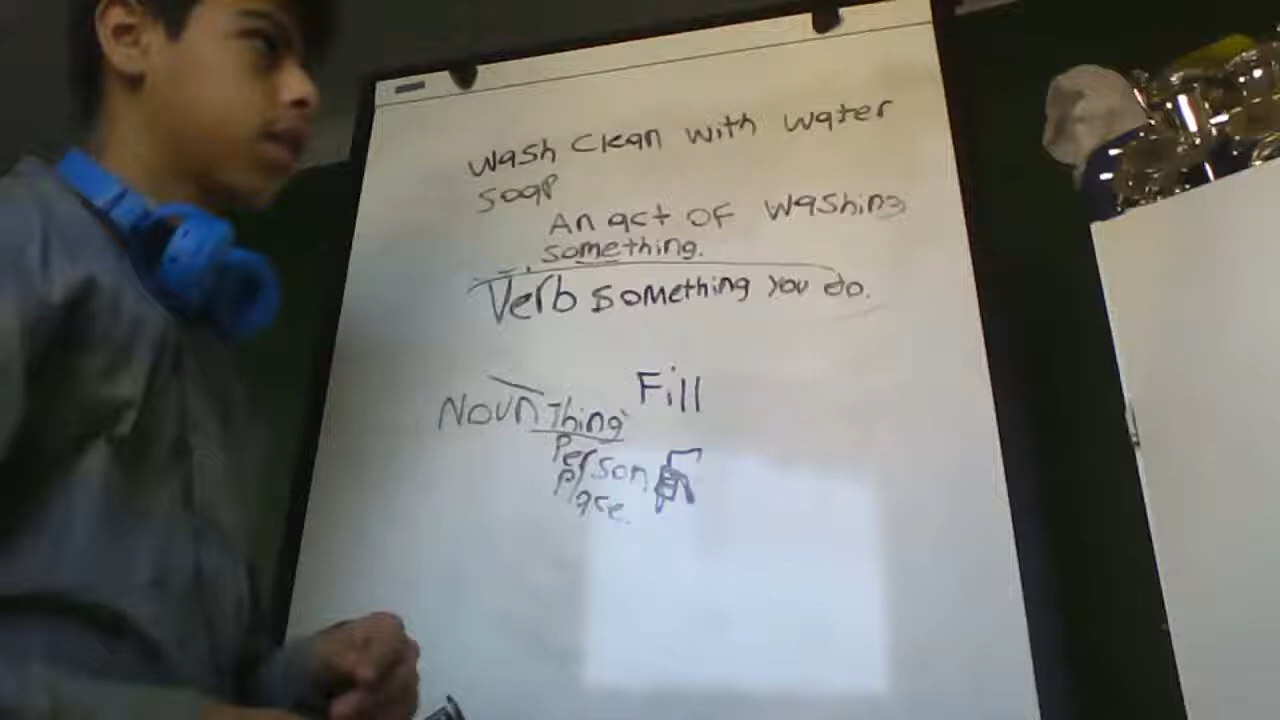 wash clean with water
soap
An act of washing
something.
Verb something you do.
Fill
Noun Thing
Person
Place.